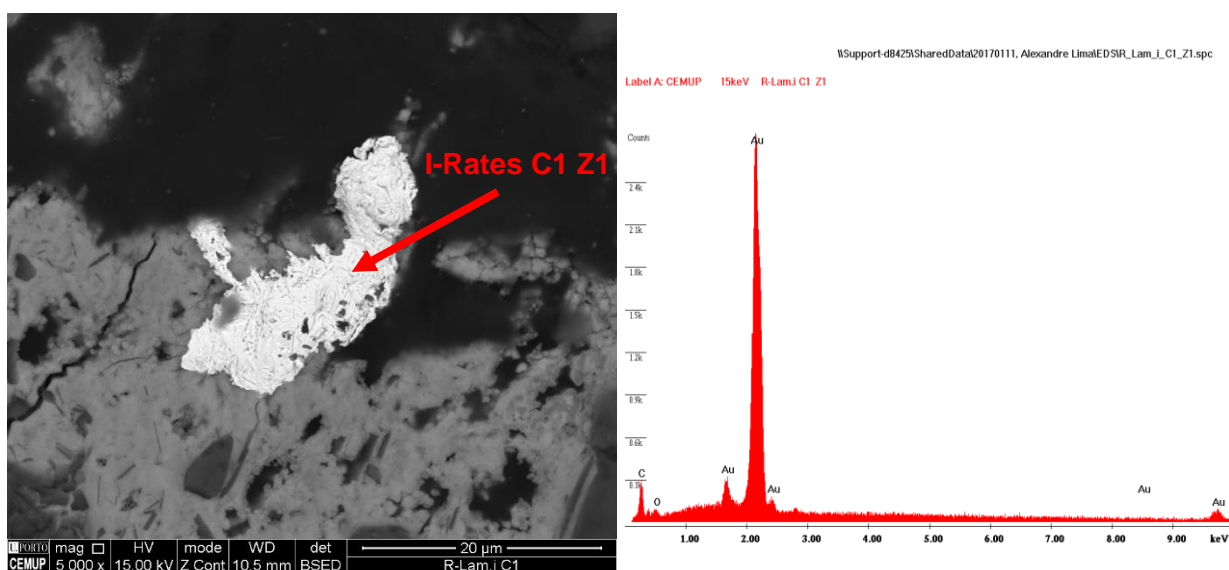 I-Rates C1 Z1
U.PORTO
CEMUP
mag □ HV mode WD det
5 000 x 15.00 kV Z Cont 10.5 mm BSED
20 µm
R-Lam.i C1
\\Support-d8425\SharedData\20170111, Alexandre Lima\EDS\R_Lam_i_C1_Z1.spc
Label A: CEMUP 15keV R-Lam.i C1 Z1
Counts
2.4k
2.1k
1.8k
1.5k
1.2k
0.9k
0.6k
0.3k
C
O
Au
Au
Au
Au
Au
1.00 2.00 3.00 4.00 5.00 6.00 7.00 8.00 9.00 keV